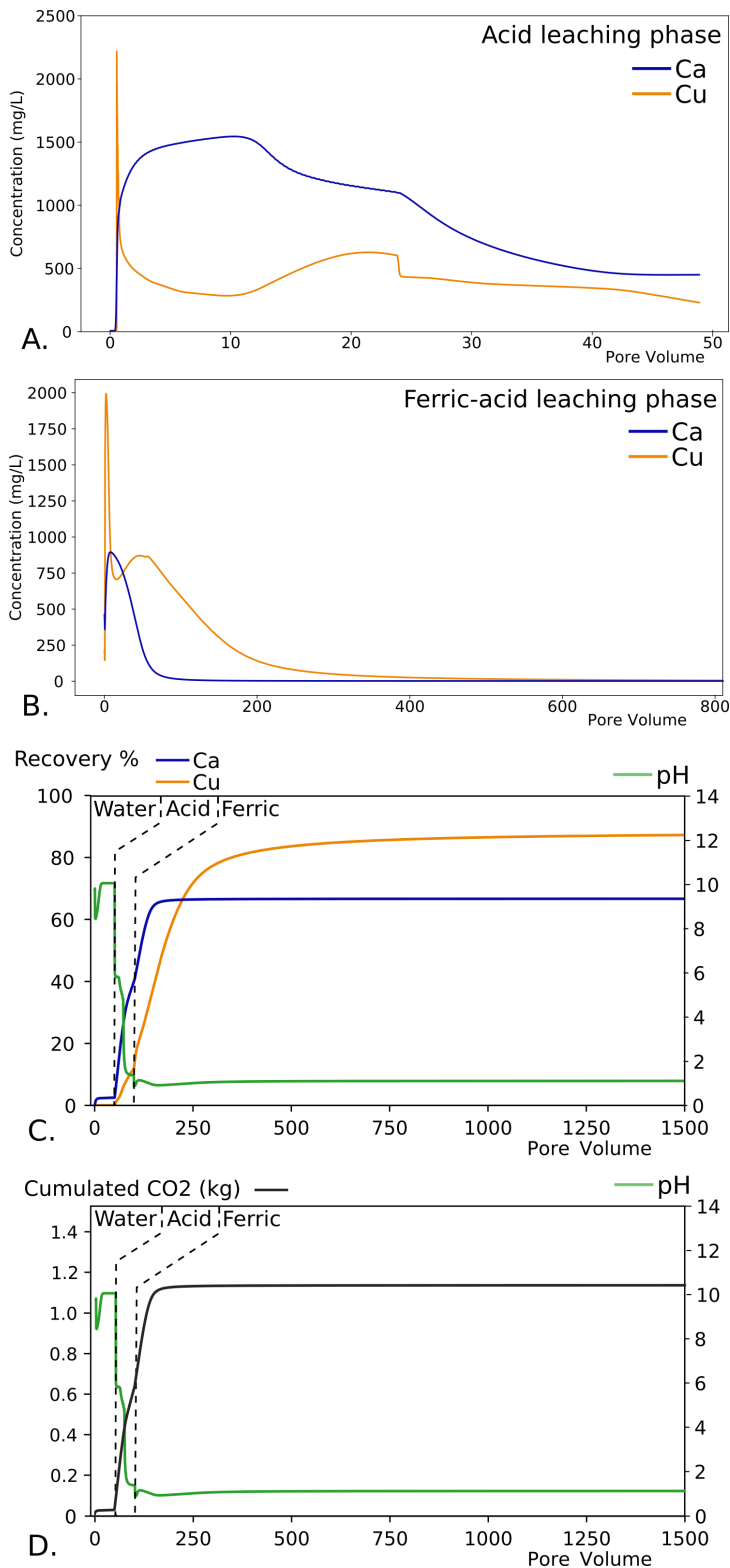 2500
Acid leaching phase
Ca
Cu
2000
1500
1000
500
0
Concentration (mg/L)
0 10 20 30 40 50
Pore Volume
A.
2000
Ferric-acid leaching phase
Ca
Cu
1750
1500
1250
1000
750
500
250
0
Concentration (mg/L)
0 200 400 600 800
Pore Volume
B.
Recovery %
Ca
Cu
pH
Water Acid Ferric
100
80
60
40
20
0
14
12
10
8
6
4
2
0
0 250 500 750 1000 1250 1500
Pore Volume
C.
Cumulated CO2 (kg)
pH
Water Acid Ferric
1.4
1.2
1.0
0.8
0.6
0.4
0.2
0
14
12
10
8
6
4
2
0
0 250 500 750 1000 1250 1500
Pore Volume
D.